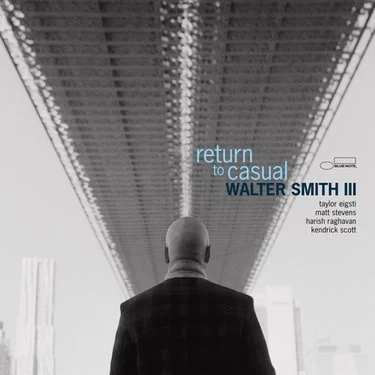 return
to casual
BLUE NOTE
WALTER SMITH III
taylor eigsti
matt stevens
harish raghavan
kendrick scott